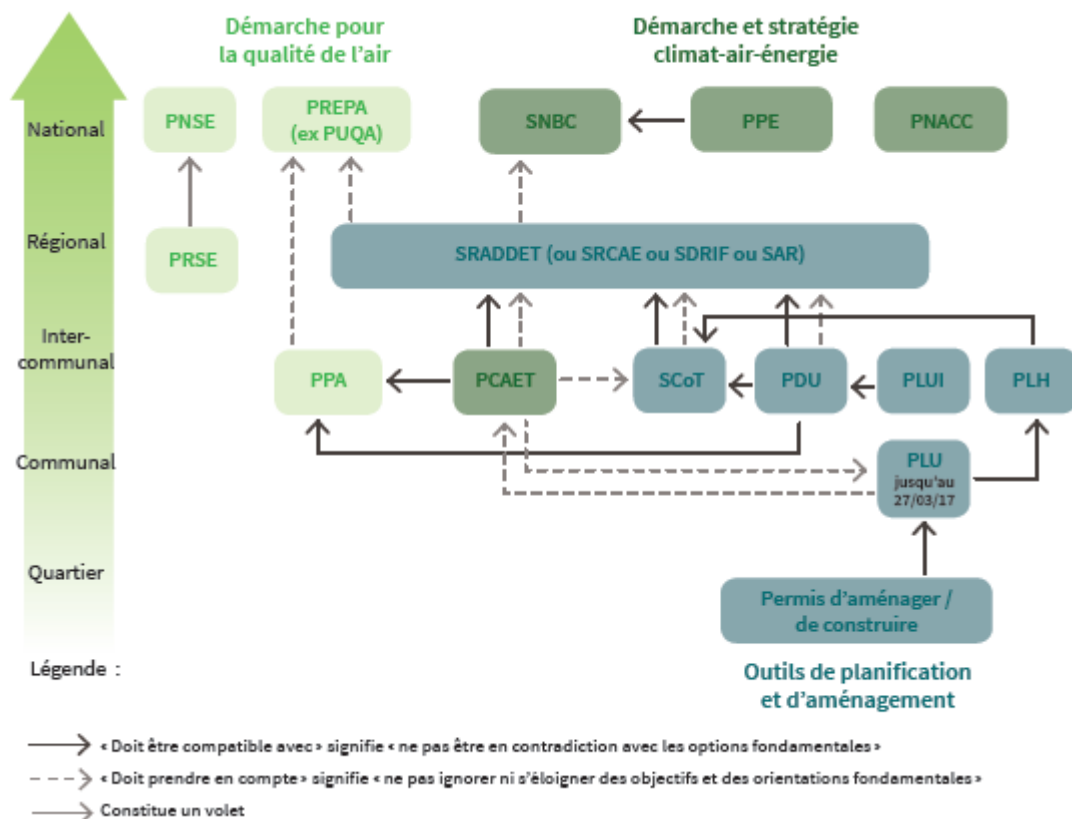 Démarche pour
la qualité de l'air
Démarche et stratégie
climat-air-énergie
National
PNSE
PREPA
(ex PUQA)
SNBC
PPE
PNACC
Régional
PRSE
SRADDET (ou SRCAE ou SDRIF ou SAR)
Inter-
communal
PPA
PCAET
SCoT
PDU
PLUI
PLH
Communal
PLU
jusqu'au
27/03/17
Quartier
Permis d'aménager /
de construire
Légende :
Outils de planification
et d'aménagement
« Doit être compatible avec » signifie « ne pas être en contradiction avec les options fondamentales »
« Doit prendre en compte » signifie « ne pas ignorer ni s'éloigner des objectifs et des orientations fondamentales »
Constitue un volet